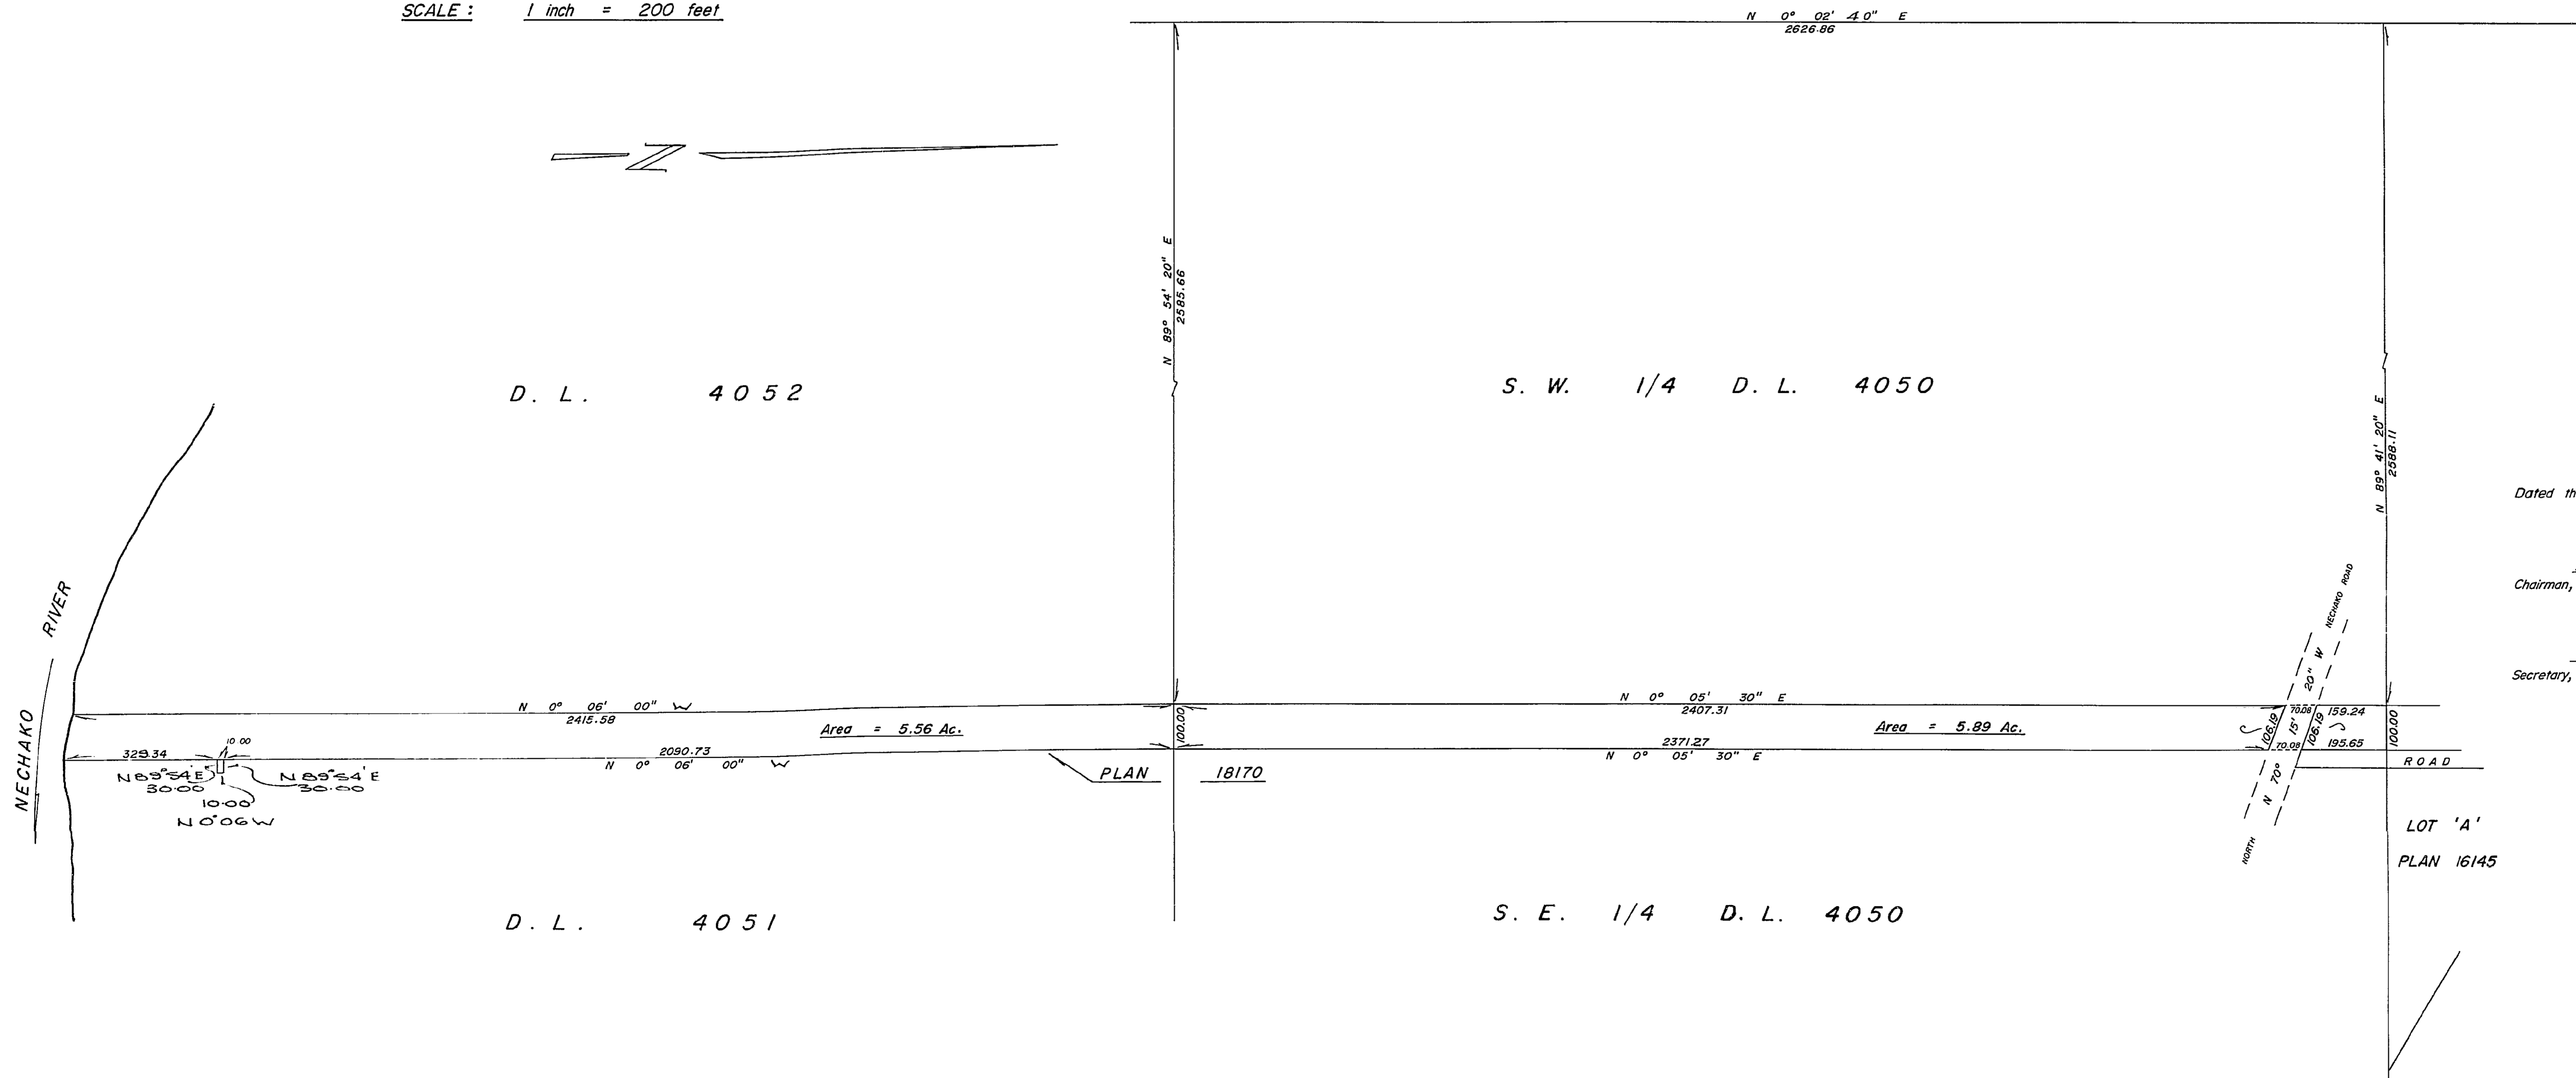 SCALE : 1 inch = 200 feet
N 0° 02' 40" E
2626.86
Z
N 89° 54' 20" E
2585.66
D. L. 4052
S. W. 1/4 D. L. 4050
N 89° 41' 20" E
2588.11
Dated th
Chairman,
Secretary,
NECHAKO RIVER
N 0° 06' 00" W
2415.58
Area = 5.56 Ac.
100.00
N 0° 05' 30" E
2407.31
Area = 5.89 Ac.
NORTH NECHAKO ROAD
N 70° 15' 20" W
106.19
70.08
106.19
159.24
100.00
329.34
10.00
2090.73
N 0° 06' 00" W
2371.27
N 0° 05' 30" E
70.08
195.65
ROAD
N 89° 54' E
30.00
N 89° 54' E
30.00
10.00
N 0° 06 W
PLAN 18170
LOT 'A'
PLAN 16145
D. L. 4051
S. E. 1/4 D. L. 4050